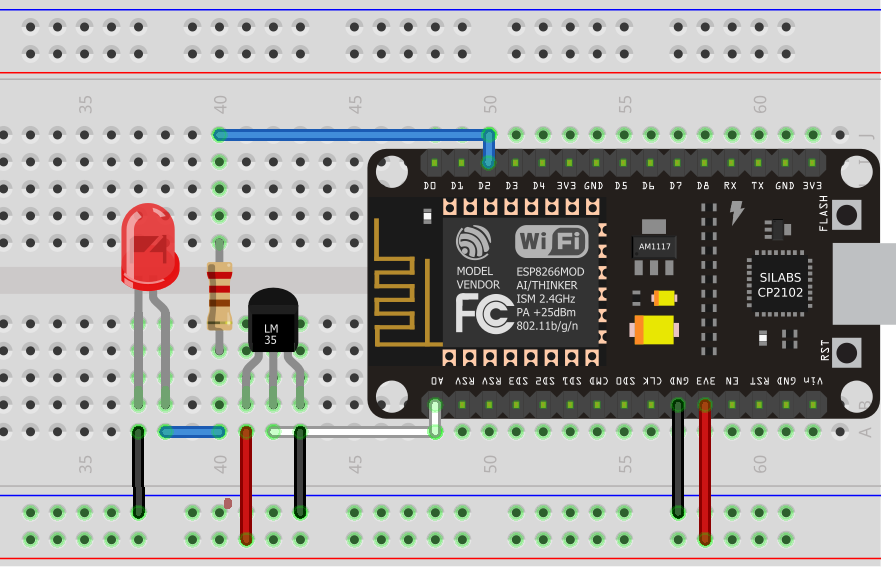 35 40 45 50 55 60
J
I
D0 D1 D2 D3 D4 3V3 GND D5 D6 D7 D8 RX TX GND 3V3
FLASH
WiFi
MODEL
VENDOR
ESP8266MOD
AI/THINKER
ISM 2.4GHz
PA +25dBm
802.11b/g/n
FC
AM1117
SILABS
CP2102
LM
35
RST
A0 RSV RSV SD3 SD2 SD1 CMD SD0 CLK GND 3V3 EN RST GND Vin
B
A
35 40 45 50 55 60